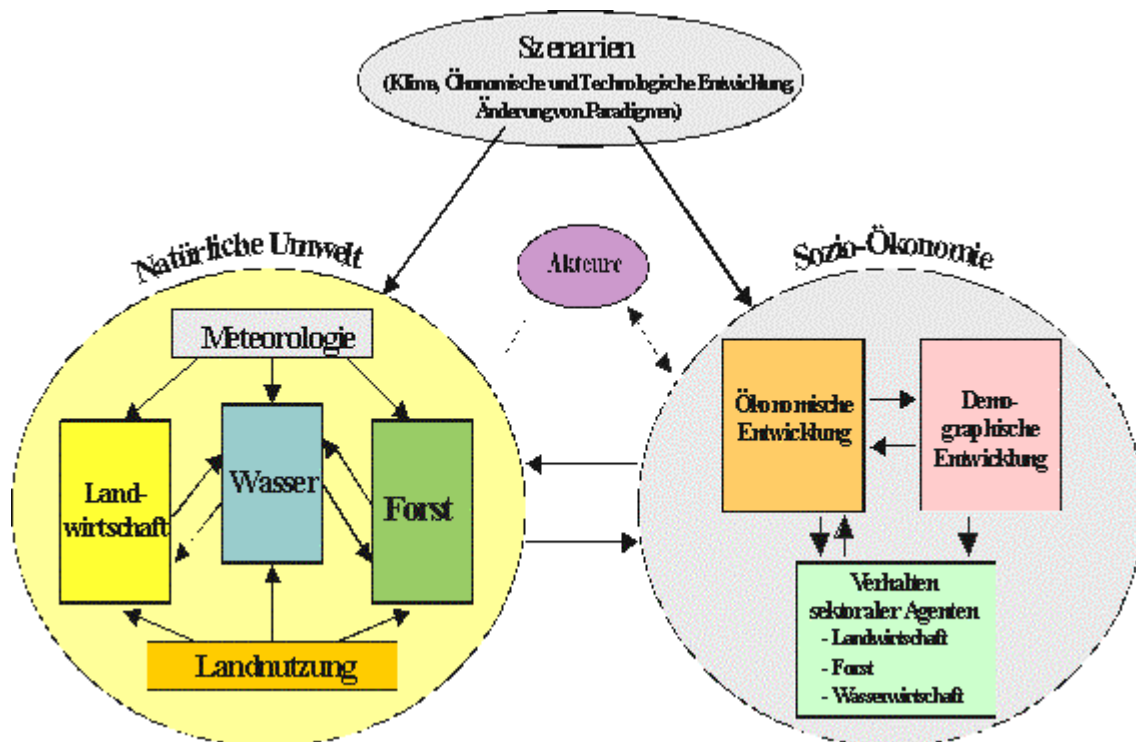 Szenarien
(Klima, Ökonomische und Technologische Entwicklung
Änderung von Paradigmen)
Natürliche Umwelt
Akteure
Sozio-Ökonomie
Meteorologie
Land-
wirtschaft
Wasser
Forst
Landnutzung
Ökonomische
Entwicklung
Demo-
graphische
Entwicklung
Verhalten
sektoraler Agenten
- Landwirtschaft
- Forst
- Wasserwirtschaft